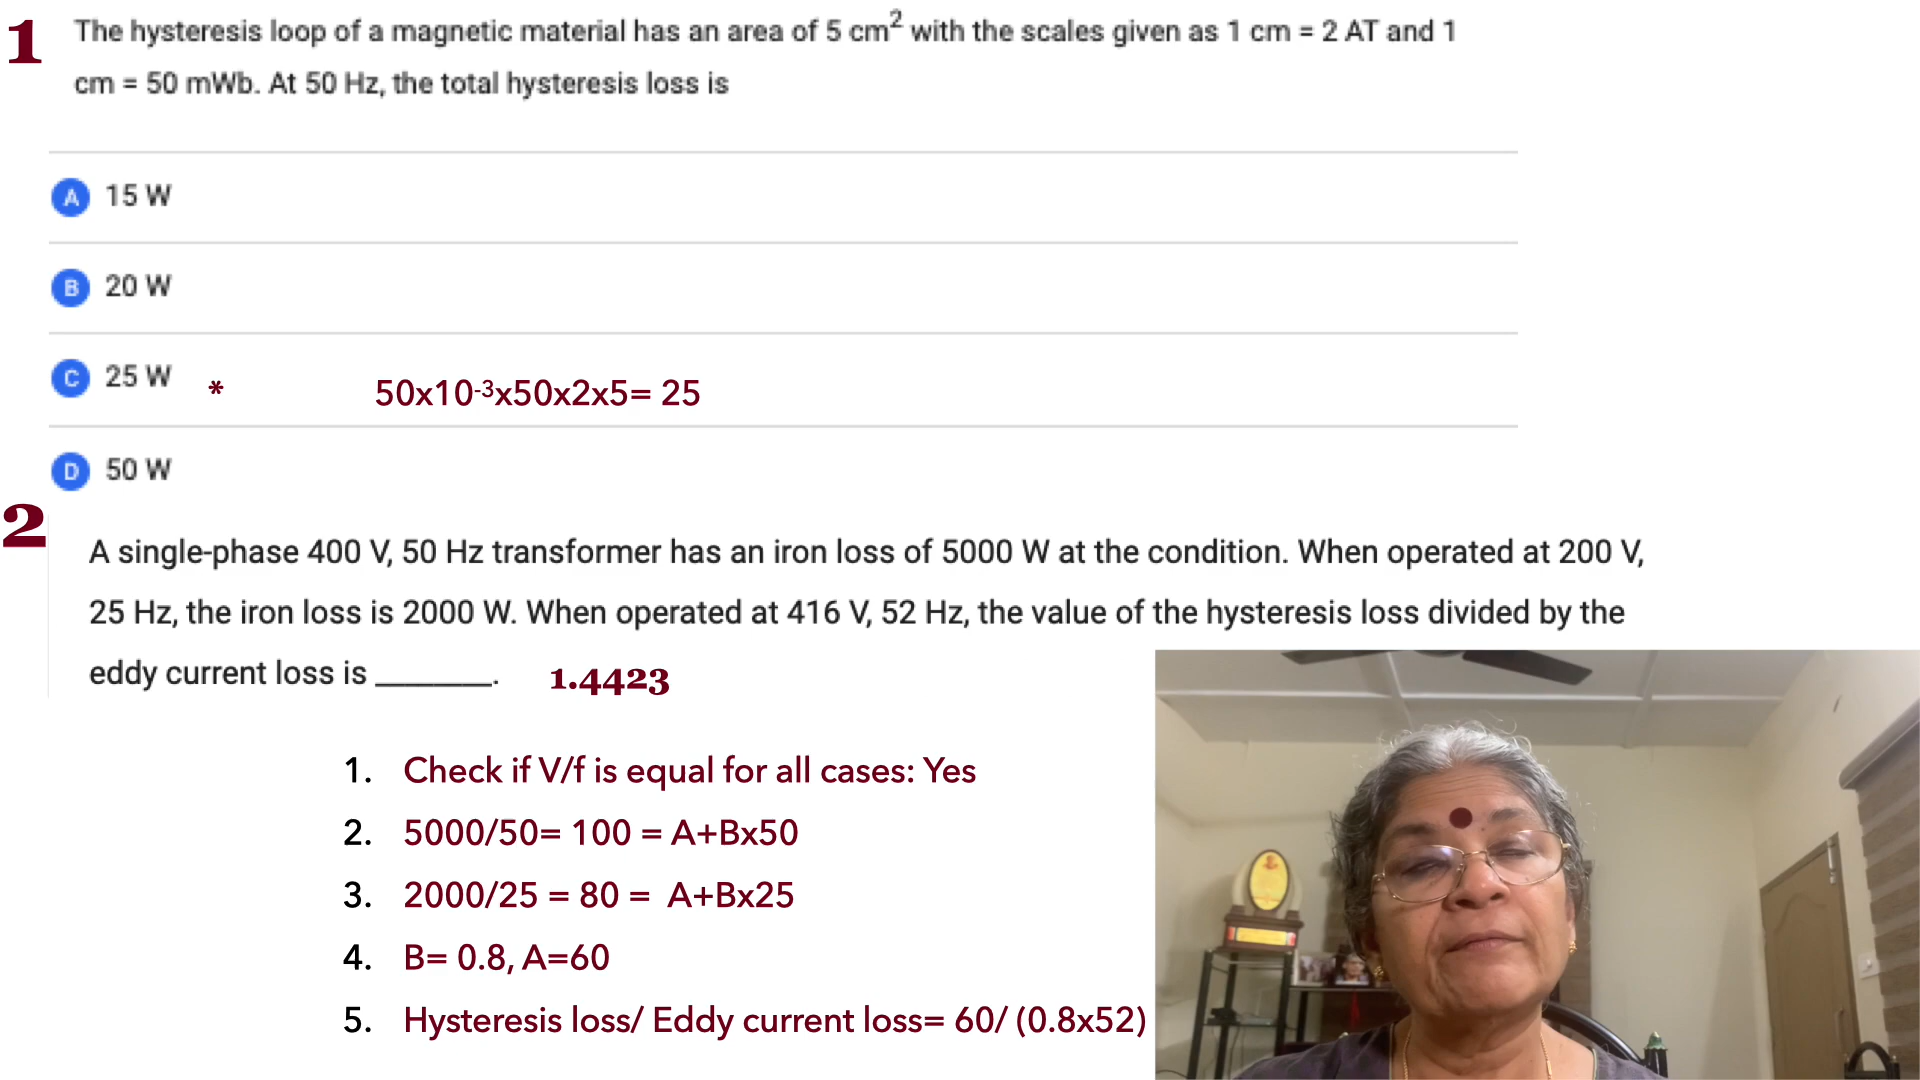 1
The hysteresis loop of a magnetic material has an area of 5 cm² with the scales given as 1 cm = 2 AT and 1
cm = 50 mWb. At 50 Hz, the total hysteresis loss is
A 15 W
B 20 W
C 25 W * 50x10⁻³x50x2x5= 25
D 50 W
2
A single-phase 400 V, 50 Hz transformer has an iron loss of 5000 W at the condition. When operated at 200 V,
25 Hz, the iron loss is 2000 W. When operated at 416 V, 52 Hz, the value of the hysteresis loss divided by the
eddy current loss is _______. 1.4423
1. Check if V/f is equal for all cases: Yes
2. 5000/50= 100 = A+Bx50
3. 2000/25 = 80 = A+Bx25
4. B= 0.8, A=60
5. Hysteresis loss/ Eddy current loss= 60/ (0.8x52)